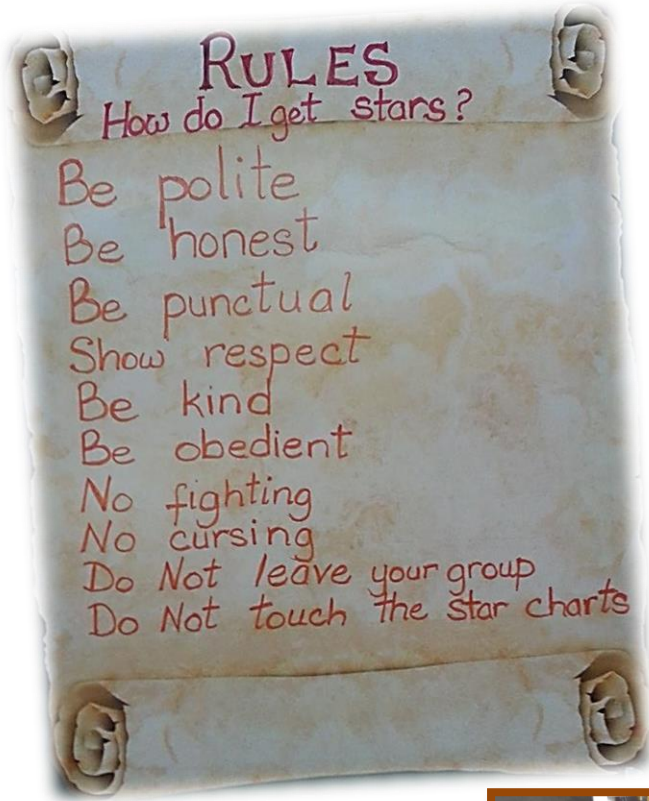 RULES
How do I get stars?
Be polite
Be honest
Be punctual
Show respect
Be kind
Be obedient
No fighting
No cursing
Do Not leave your group
Do Not touch the star charts